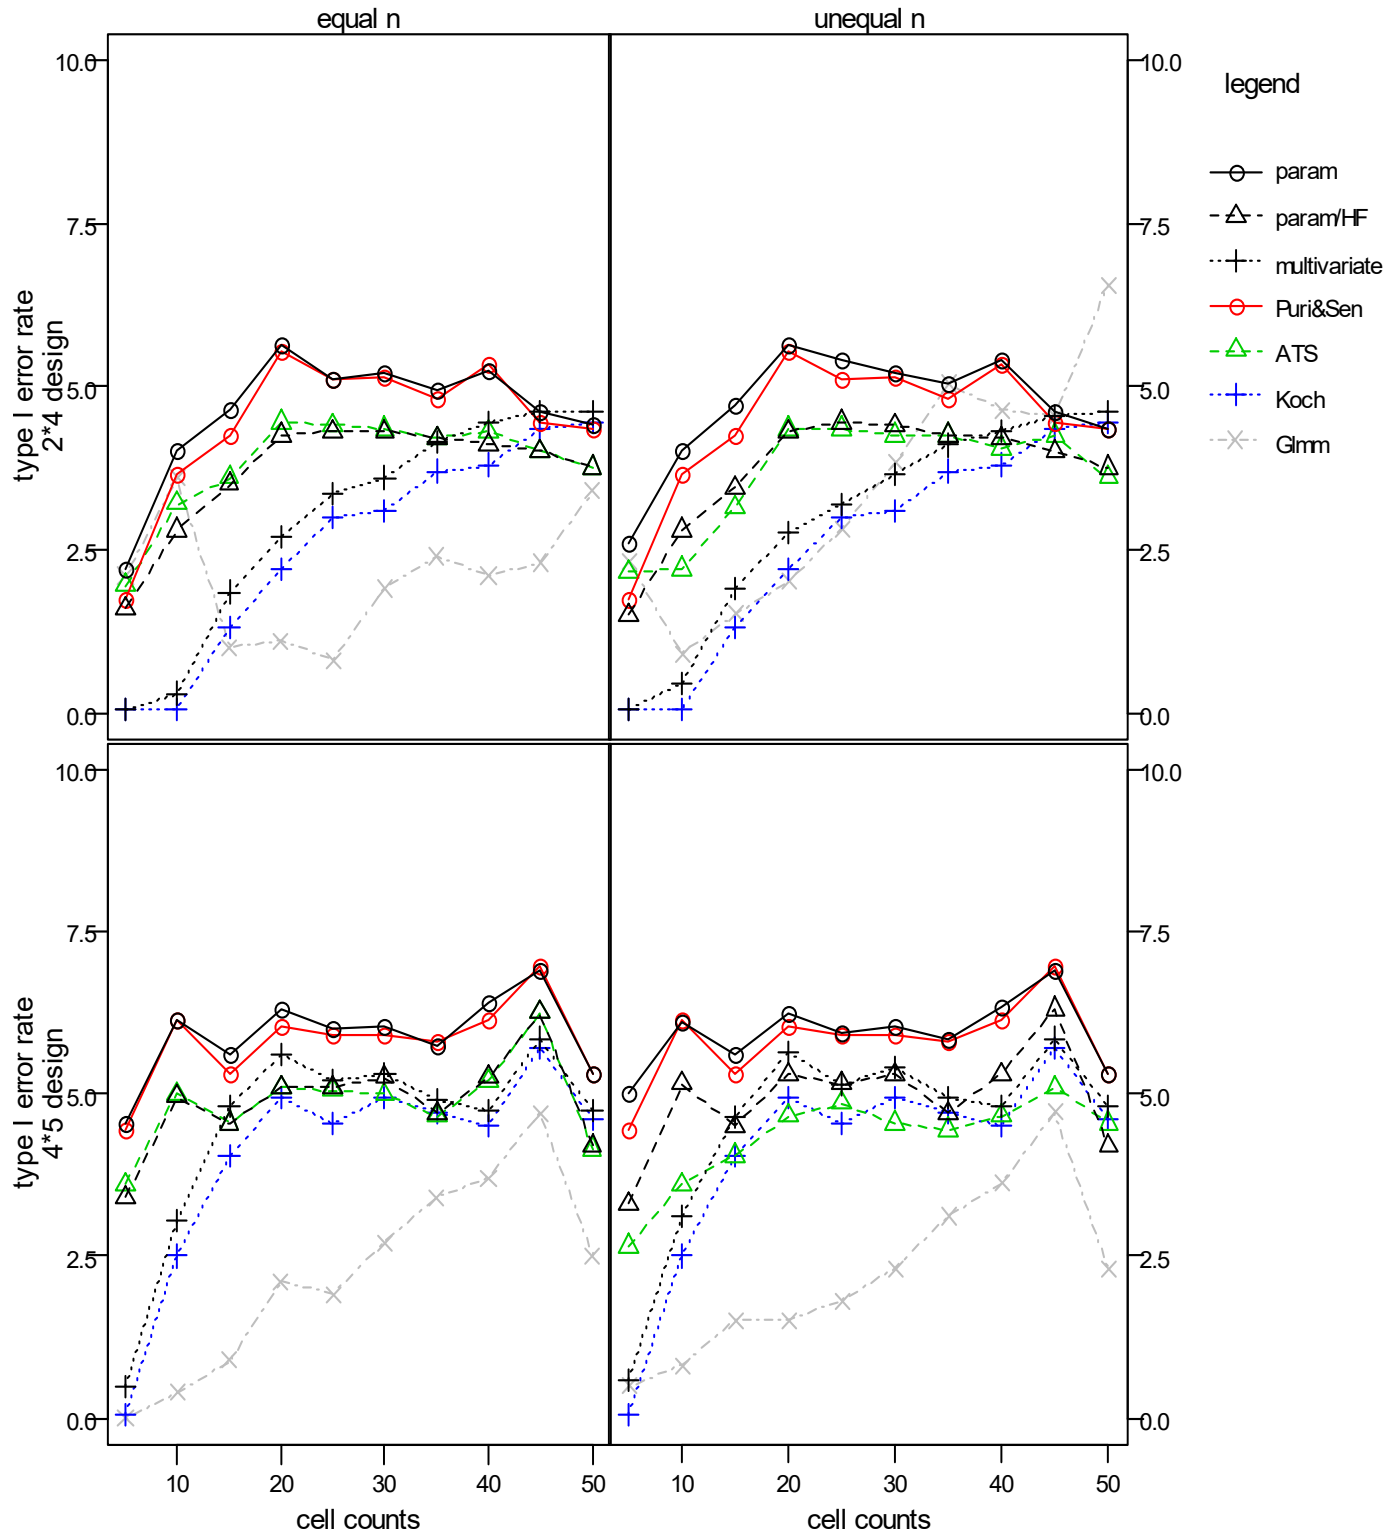 equal n
unequal n
10.0
7.5
5.0
2.5
0.0
type I error rate
2*4 design
10.0
7.5
5.0
2.5
0.0
legend
param
param/HF
multivariate
Puri&Sen
ATS
Koch
Glmm
10.0
7.5
5.0
2.5
0.0
type I error rate
4*5 design
10.0
7.5
5.0
2.5
0.0
10 20 30 40 50
10 20 30 40 50
cell counts
cell counts